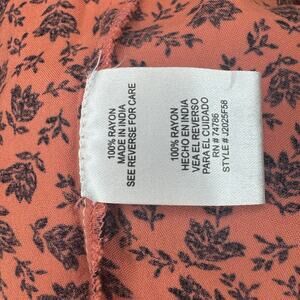 100% RAYON
MADE IN INDIA
SEE REVERSE FOR CARE
100% RAYON
HECHO EN INDIA
VEA EL REVERSO
PARA EL CUIDADO
RN # 74786
STYLE # J2025F58